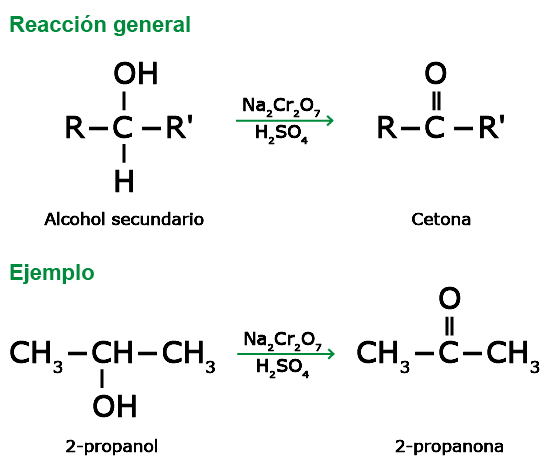 Reacción general
OH
R–C–R'
H
Na₂Cr₂O₇
H₂SO₄
O
R–C–R'
Alcohol secundario
Cetona
Ejemplo
CH₃–CH–CH₃
OH
Na₂Cr₂O₇
H₂SO₄
O
CH₃–C–CH₃
2-propanol
2-propanona